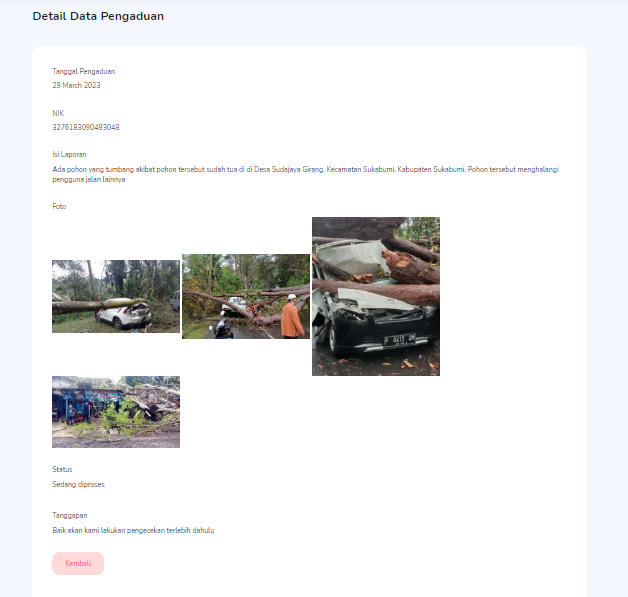 Detail Data Pengaduan
Tanggal Pengaduan
29 March 2023
NIK
3276183090493048
Isi Laporan
Ada pohon yang tumbang akibat pohon tersebut sudah tua di di Desa Sudajaya Girang, Kecamatan Sukabumi, Kabupaten Sukabumi. Pohon tersebut menghalangi
pengguna jalan lainnya
Foto
Status
Sedang diproses
Tanggapan
Baik akan kami lakukan pengecekan terlebih dahulu
Kembali